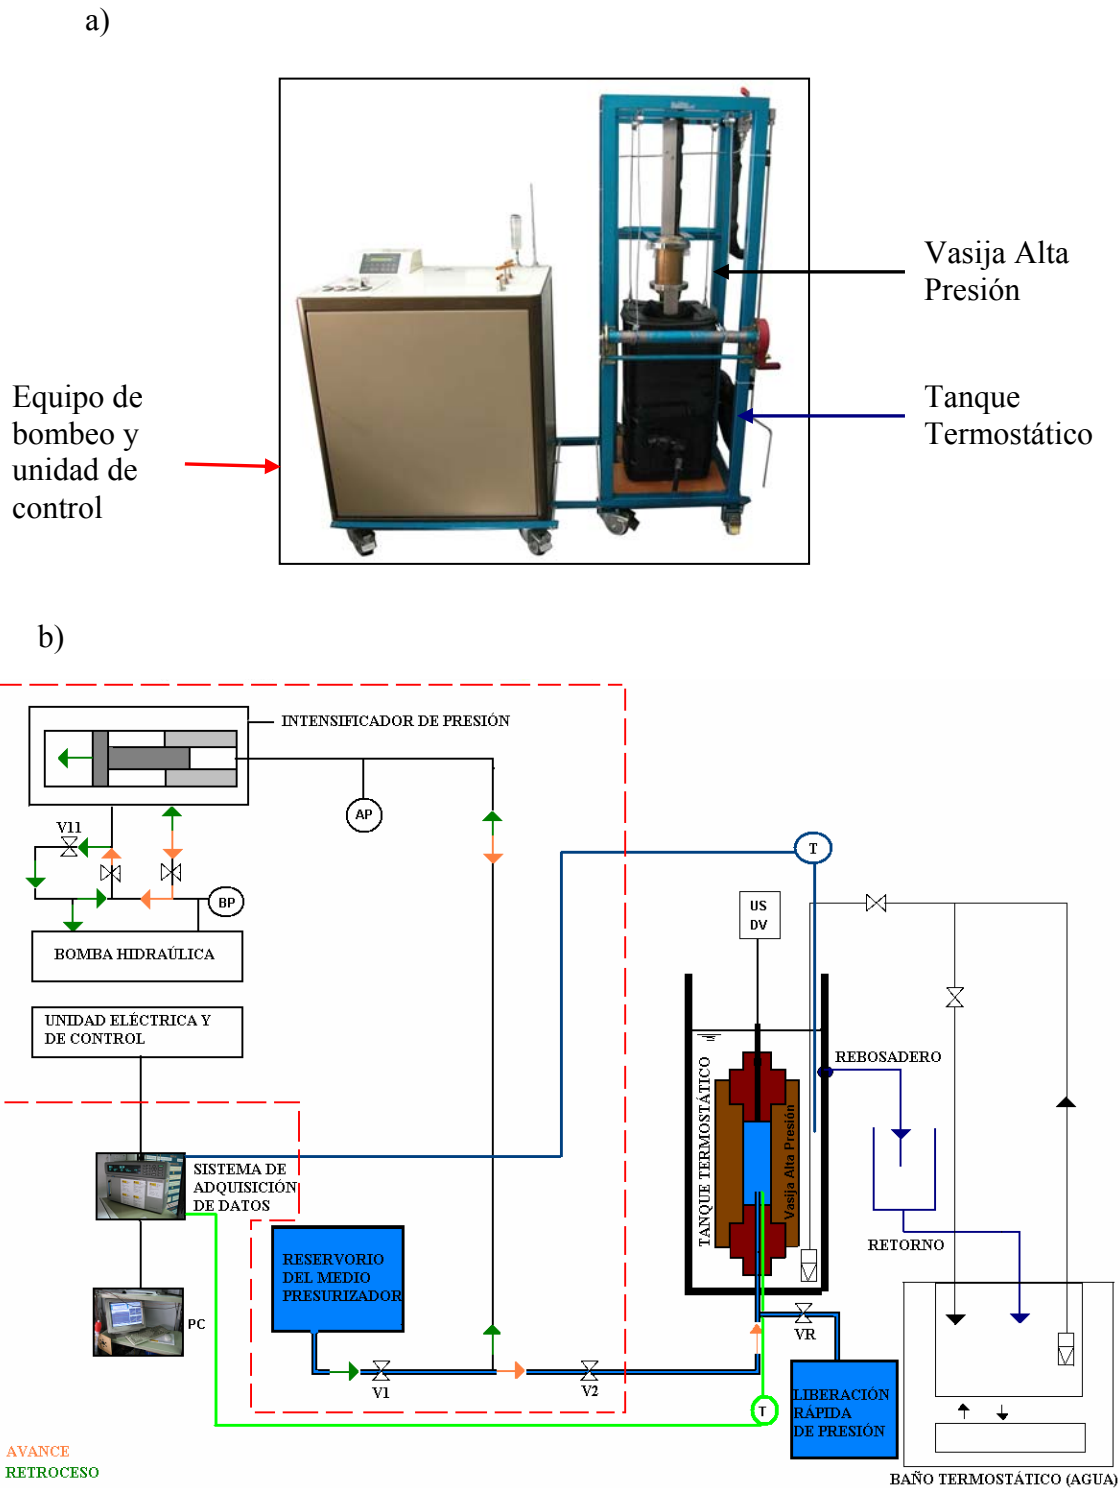 a)
Vasija Alta
Presión
Tanque
Termostático
Equipo de
bombeo y
unidad de
control
b)
INTENSIFICADOR DE PRESIÓN
AP
V11
BP
BOMBA HIDRAÚLICA
T
US
DV
UNIDAD ELÉCTRICA Y
DE CONTROL
REBOSADERO
TANQUE TERMOSTÁTICO
Vasija Alta Presión
SISTEMA DE
ADQUISICIÓN
DE DATOS
RETORNO
RESERVORIO
DEL MEDIO
PRESURIZADOR
PC
VR
V1
V2
LIBERACIÓN
RÁPIDA
DE PRESIÓN
T
AVANCE
RETROCESO
BAÑO TERMOSTÁTICO (AGUA)